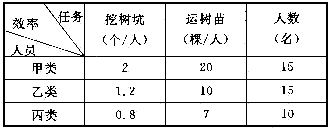 效率 任务 人员 挖树坑 (个/人) 运树苗 (棵/人) 人数 (名)
甲类 2 20 15
乙类 1.2 10 15
丙类 0.8 7 10